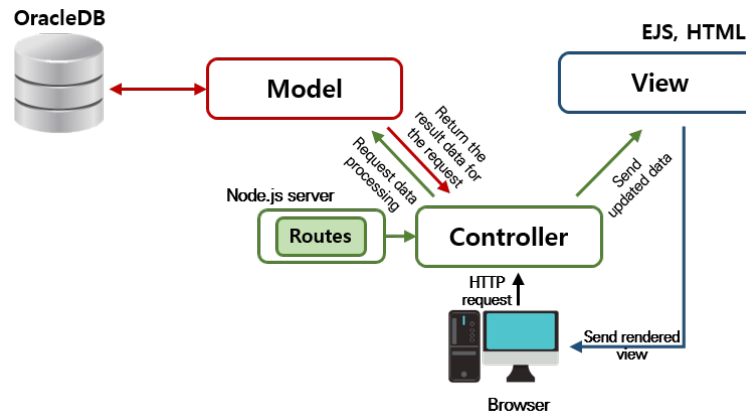 OracleDB
EJS, HTML
Model
View
Return the
result data for
the request
Request data
processing
Send
updated data
Node.js server
Routes
Controller
HTTP
request
Send rendered
view
Browser